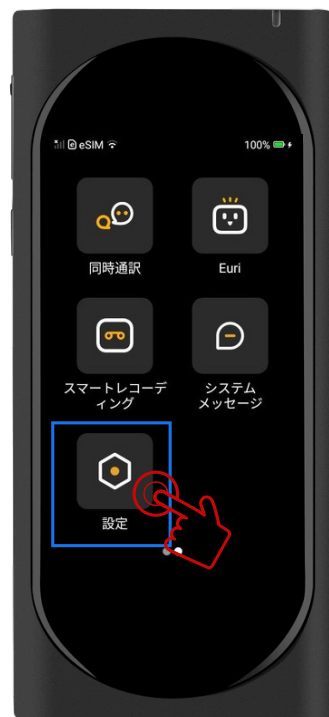 eSIM 100%
同時通訳 Euri
スマートレコーデ システム
ィング メッセージ
設定